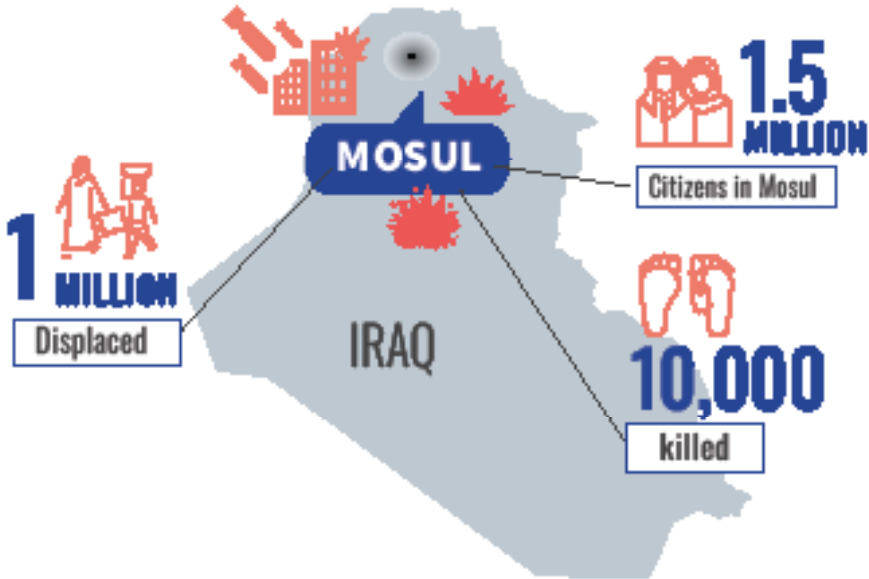 1.5
MILLION
Citizens in Mosul
MOSUL
1
MILLION
Displaced
IRAQ
10,000
killed